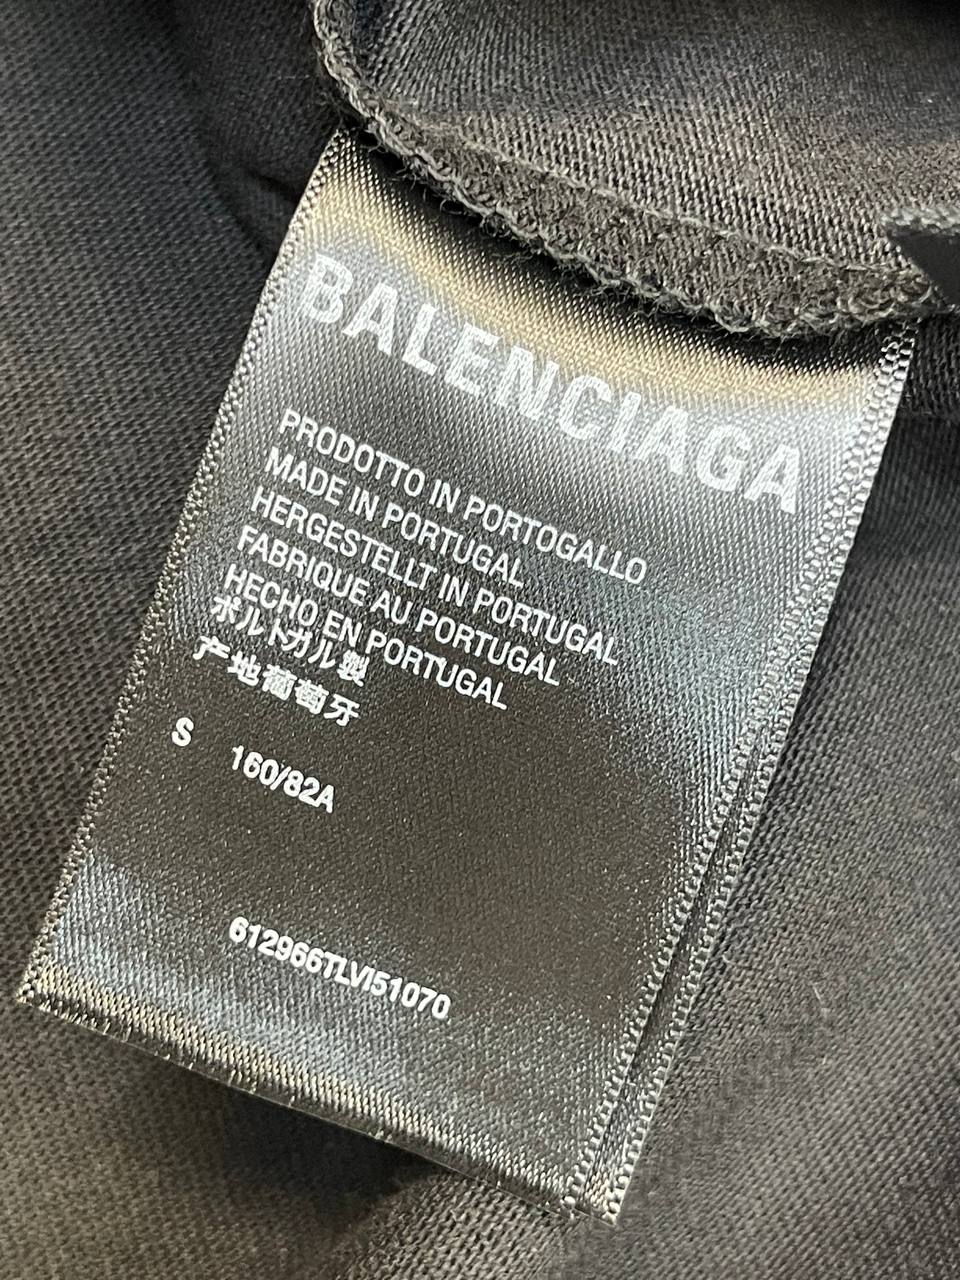 BALENCIAGA
PRODOTTO IN PORTOGALLO
MADE IN PORTUGAL
HERGESTELLT IN PORTUGAL
FABRIQUE AU PORTUGAL
HECHO EN PORTUGAL
ポルトガル製
产地葡萄牙
S 160/82A
612966TLVI51070